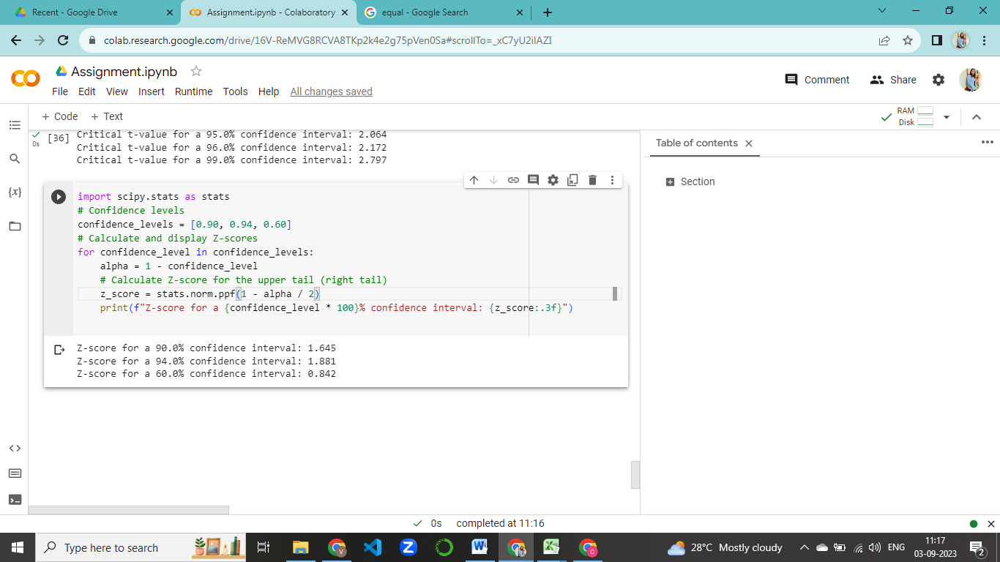 Recent - Google Drive
Assignment.ipynb - Colaboratory
equal - Google Search
colab.research.google.com/drive/16V-ReMVG8RCVA8TKp2k4e2g75pVen0Sa#scrollTo=_xC7yU2ilAZI
Assignment.ipynb
Comment
Share
File Edit View Insert Runtime Tools Help All changes saved
+ Code + Text
RAM
Disk
0s
[36] Critical t-value for a 95.0% confidence interval: 2.064
Critical t-value for a 96.0% confidence interval: 2.172
Critical t-value for a 99.0% confidence interval: 2.797
import scipy.stats as stats
# Confidence levels
confidence_levels = [0.90, 0.94, 0.60]
# Calculate and display Z-scores
for confidence_level in confidence_levels:
alpha = 1 - confidence_level
# Calculate Z-score for the upper tail (right tail)
z_score = stats.norm.ppf(1 - alpha / 2)
print(f"Z-score for a {confidence_level * 100}% confidence interval: {z_score:.3f}")
Z-score for a 90.0% confidence interval: 1.645
Z-score for a 94.0% confidence interval: 1.881
Z-score for a 60.0% confidence interval: 0.842
Table of contents
Section
{x}
0s completed at 11:16
Type here to search
28°C Mostly cloudy
ENG
11:17
03-09-2023
2